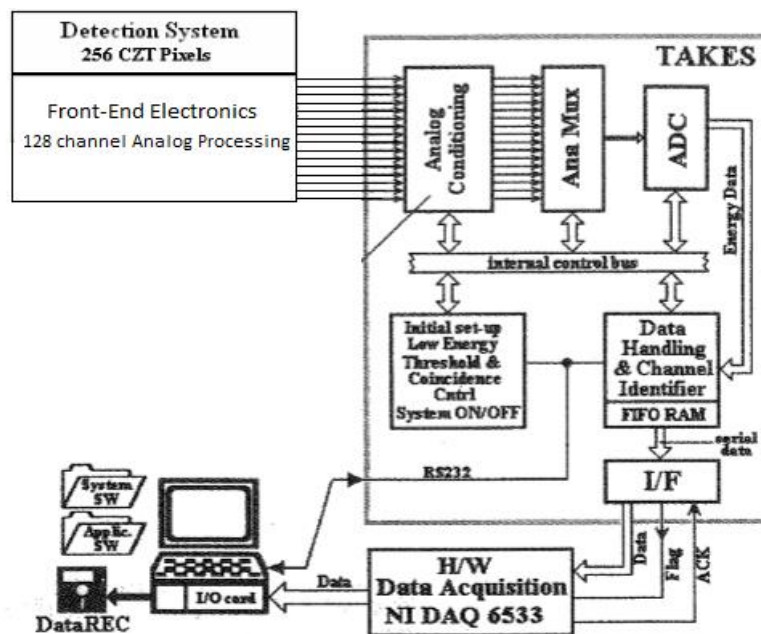 Detection System
256 CZT Pixels
Front-End Electronics
128 channel Analog Processing
TAKES
Analog
Conditioning
Ana Mux
ADC
Energy Data
internal control bus
Initial set-up
Low Energy
Threshold &
Coincidence
Cntrl
System ON/OFF
Data
Handling
& Channel
Identifier
FIFO RAM
serial
data
I/F
RS232
System
SW
Applic.
SW
Data
Flag
ACK
H/W
Data Acquisition
NI DAQ 6533
Data
I/O card
DataREC